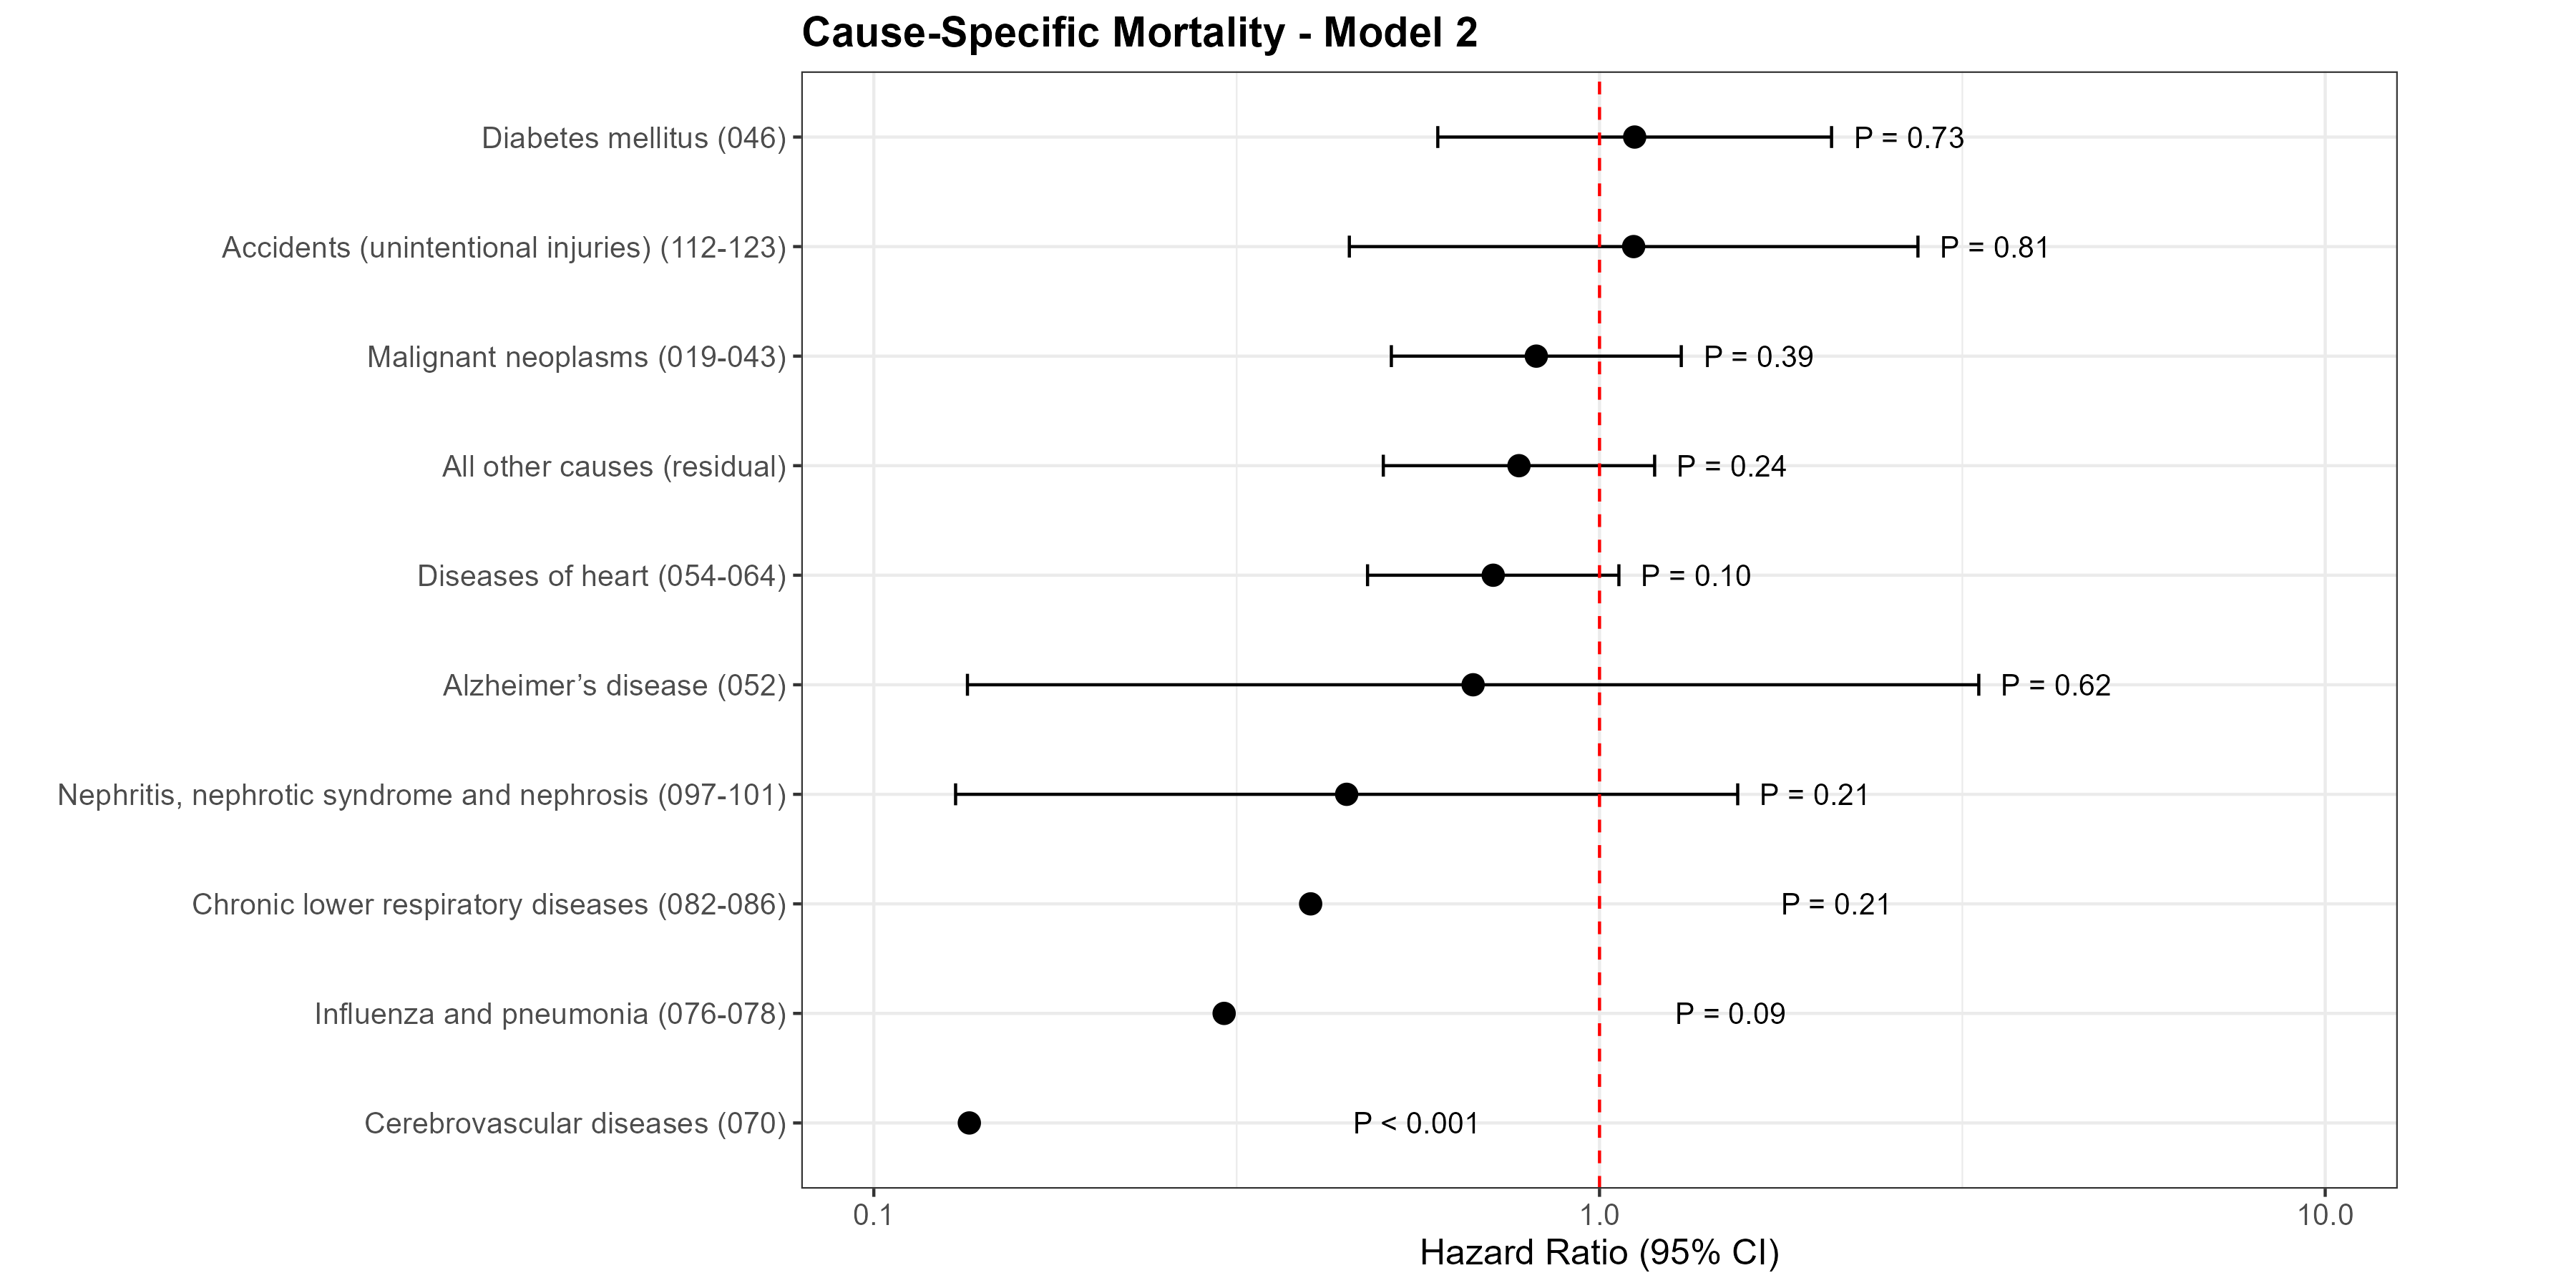 Cause-Specific Mortality - Model 2
Diabetes mellitus (046)
P = 0.73
Accidents (unintentional injuries) (112-123)
P = 0.81
Malignant neoplasms (019-043)
P = 0.39
All other causes (residual)
P = 0.24
Diseases of heart (054-064)
P = 0.10
Alzheimer’s disease (052)
P = 0.62
Nephritis, nephrotic syndrome and nephrosis (097-101)
P = 0.21
Chronic lower respiratory diseases (082-086)
P = 0.21
Influenza and pneumonia (076-078)
P = 0.09
Cerebrovascular diseases (070)
P < 0.001
0.1
1.0
10.0
Hazard Ratio (95% CI)